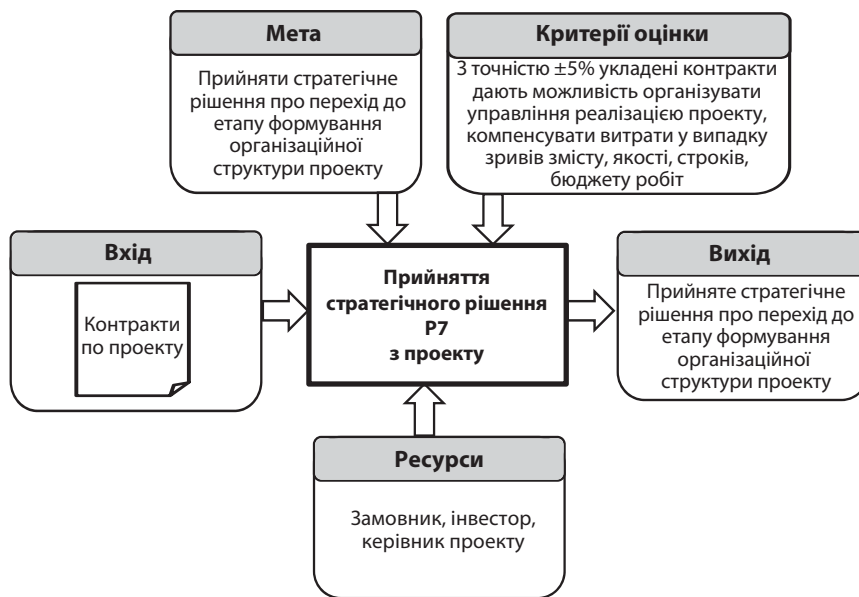 Мета
Прийняти стратегічне
рішення про перехід до
етапу формування
організаційної
структури проекту
Критерії оцінки
З точністю ±5% укладені контракти
дають можливість організувати
управління реалізацією проекту,
компенсувати витрати у випадку
зривів змісту, якості, строків,
бюджету робіт
Вхід
Контракти
по проекту
Прийняття
стратегічного рішення
Р7
з проекту
Вихід
Прийняте стратегічне
рішення про перехід до
етапу формування
організаційної
структури проекту
Ресурси
Замовник, інвестор,
керівник проекту